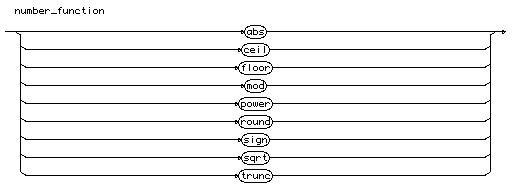 number_function
abs
ceil
floor
mod
power
round
sign
sqrt
trunc